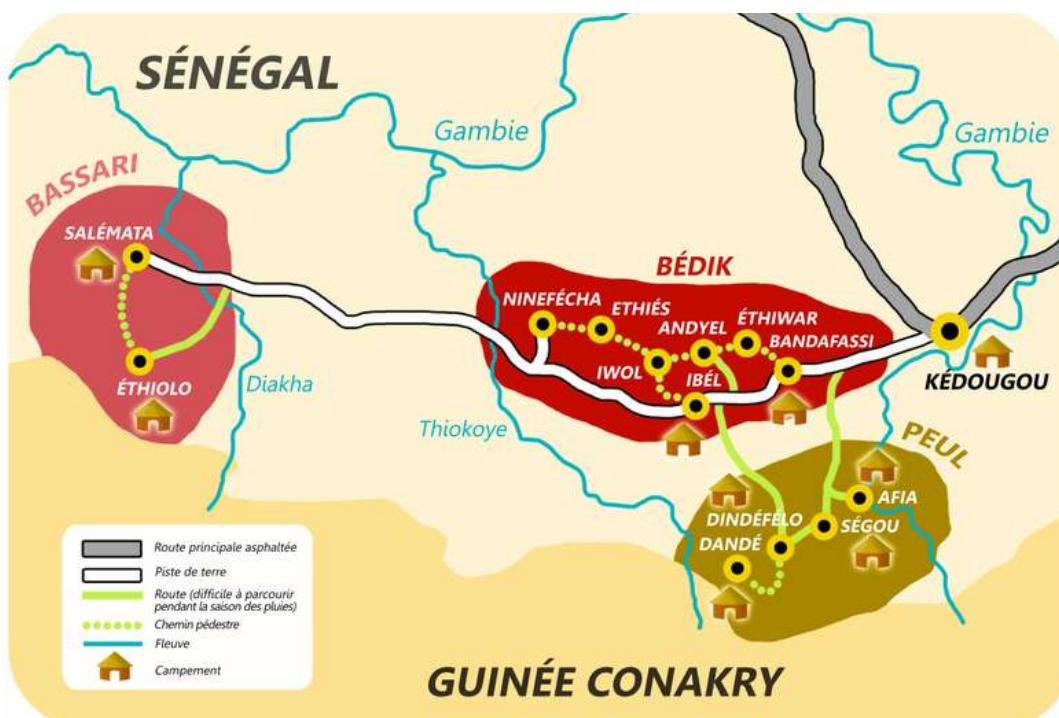 SÉNÉGAL
Gambie
Gambie
BASSARI
SALÉMATA
ÉTHIOLO
Diakha
Thiokoye
BÉDIK
NINEFÉCHA
ETHIÉS
ANDYEL
ÉTHIWAR
BANDAFASSI
IWOL
IBÉL
KÉDOUGOU
PEUL
AFIA
DINDÉFELO
SÉGOU
DANDÉ
Route principale asphaltée
Piste de terre
Route (difficile à parcourir
pendant la saison des pluies)
Chemin pédestre
Fleuve
Campement
GUINÉE CONAKRY